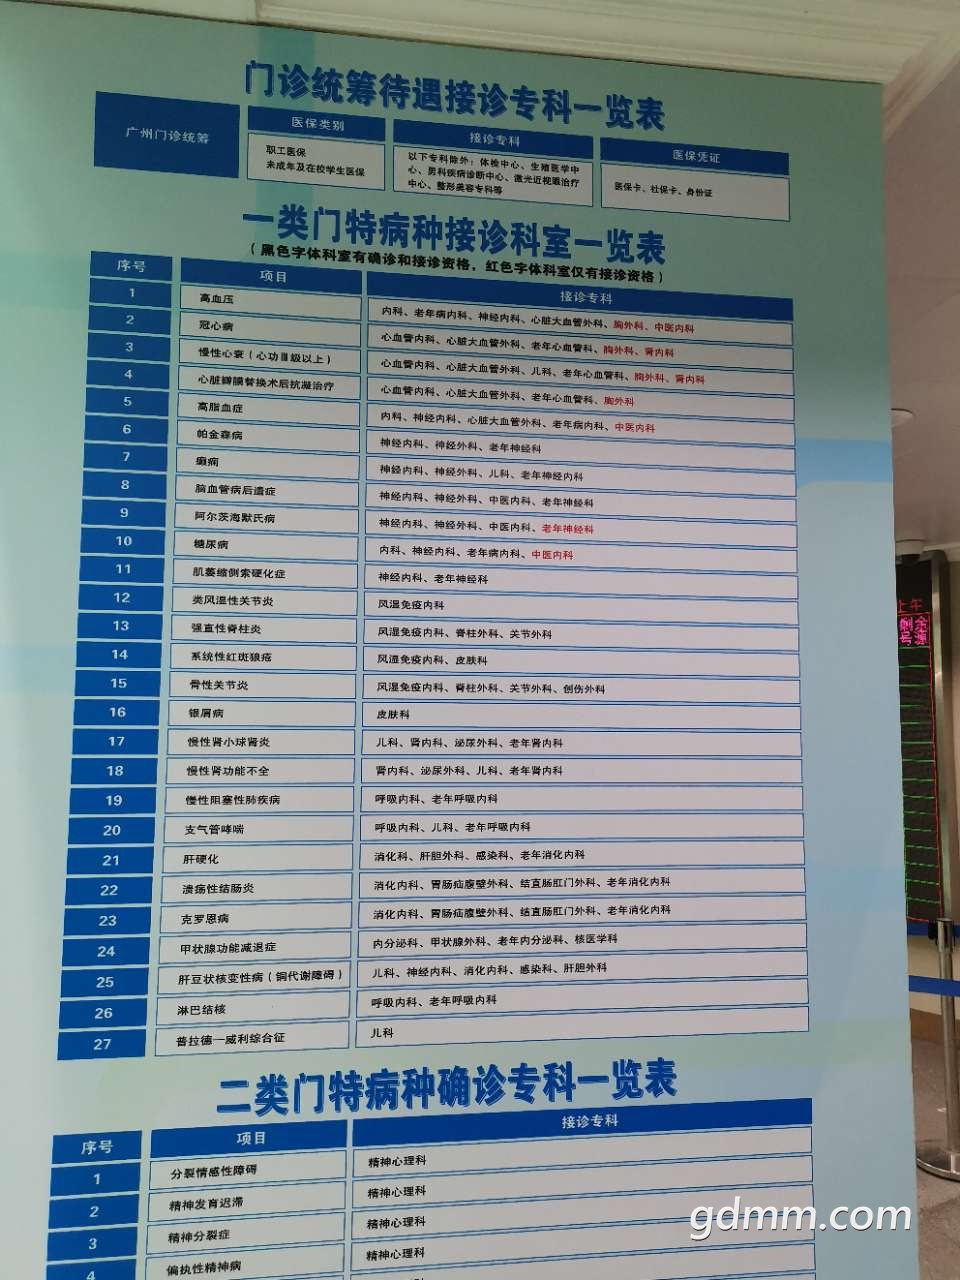 门诊统筹待遇接诊专科一览表
广州门诊统筹 医保类别 接诊专科 医保凭证
职工医保
未成年及在校学生医保
以下专科除外：体检中心、生殖医学中
心、男科疾病诊断中心、激光近视眼治疗
中心、整形美容专科等
医保卡、社保卡、身份证
一类门特病种接诊科室一览表
（黑色字体科室有确诊和接诊资格，红色字体科室仅有接诊资格）
序号 项目 接诊专科
1 高血压 内科、老年病内科、神经内科、心脏大血管外科、胸外科、中医内科
2 冠心病 心血管内科、心脏大血管外科、老年心血管科、胸外科、肾内科
3 慢性心衰（心功Ⅲ级以上） 心血管内科、心脏大血管外科、儿科、老年心血管科、胸外科、肾内科
4 心脏瓣膜替换术后抗凝治疗 心血管内科、心脏大血管外科、老年心血管科、胸外科
5 高脂血症 内科、神经内科、心脏大血管外科、老年病内科、中医内科
6 帕金森病 神经内科、神经外科、老年神经科
7 癫痫 神经内科、神经外科、儿科、老年神经内科
8 脑血管病后遗症 神经内科、神经外科、中医内科、老年神经科
9 阿尔茨海默氏病 神经内科、神经外科、中医内科、老年神经科
10 糖尿病 内科、神经内科、老年病内科、中医内科
11 肌萎缩侧索硬化症 神经内科、老年神经科
12 类风湿性关节炎 风湿免疫内科
13 强直性脊柱炎 风湿免疫内科、脊柱外科、关节外科
14 系统性红斑狼疮 风湿免疫内科、皮肤科
15 骨性关节炎 风湿免疫内科、脊柱外科、关节外科、创伤外科
16 银屑病 皮肤科
17 慢性肾小球肾炎 儿科、肾内科、泌尿外科、老年肾内科
18 慢性肾功能不全 肾内科、泌尿外科、儿科、老年肾内科
19 慢性阻塞性肺疾病 呼吸内科、老年呼吸内科
20 支气管哮喘 呼吸内科、儿科、老年呼吸内科
21 肝硬化 消化科、肝胆外科、感染科、老年消化内科
22 溃疡性结肠炎 消化内科、胃肠疝腹壁外科、结直肠肛门外科、老年消化内科
23 克罗恩病 消化内科、胃肠疝腹壁外科、结直肠肛门外科、老年消化内科
24 甲状腺功能减退症 内分泌科、甲状腺外科、老年内分泌科、核医学科
25 肝豆状核变性病（铜代谢障碍） 儿科、神经内科、消化内科、感染科、肝胆外科
26 淋巴结核 呼吸内科、老年呼吸内科
27 普拉德—威利综合征 儿科
二类门特病种确诊专科一览表
序号 项目 接诊专科
1 分裂情感性障碍 精神心理科
2 精神发育迟滞 精神心理科
3 精神分裂症 精神心理科
4 偏执性精神病 精神心理科
上午
剩余
号源
gdmm.com